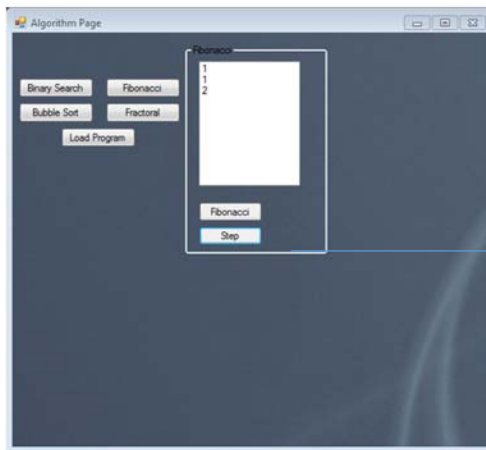 Algorithm Page
Binary Search
Fibonacci
Bubble Sort
Fractoral
Load Program
Fibonacci
1
1
2
Fibonacci
Step